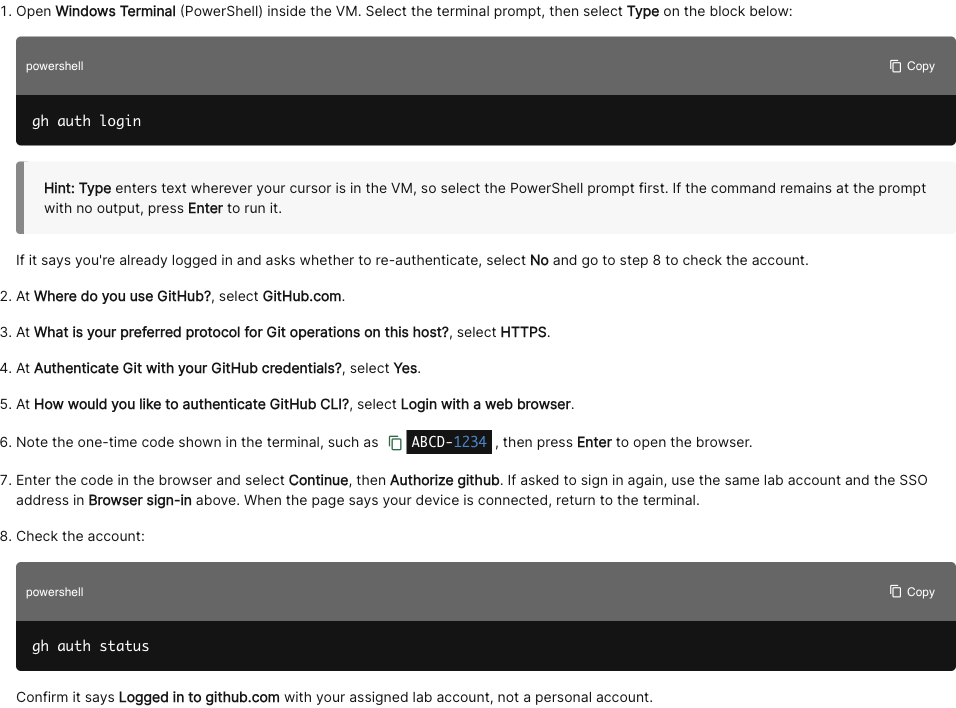 1. Open Windows Terminal (PowerShell) inside the VM. Select the terminal prompt, then select Type on the block below:
powershell
Copy
gh auth login
Hint: Type enters text wherever your cursor is in the VM, so select the PowerShell prompt first. If the command remains at the prompt
with no output, press Enter to run it.
If it says you're already logged in and asks whether to re-authenticate, select No and go to step 8 to check the account.
2. At Where do you use GitHub?, select GitHub.com.
3. At What is your preferred protocol for Git operations on this host?, select HTTPS.
4. At Authenticate Git with your GitHub credentials?, select Yes.
5. At How would you like to authenticate GitHub CLI?, select Login with a web browser.
6. Note the one-time code shown in the terminal, such as ABCD-1234 , then press Enter to open the browser.
7. Enter the code in the browser and select Continue, then Authorize github. If asked to sign in again, use the same lab account and the SSO
address in Browser sign-in above. When the page says your device is connected, return to the terminal.
8. Check the account:
powershell
Copy
gh auth status
Confirm it says Logged in to github.com with your assigned lab account, not a personal account.